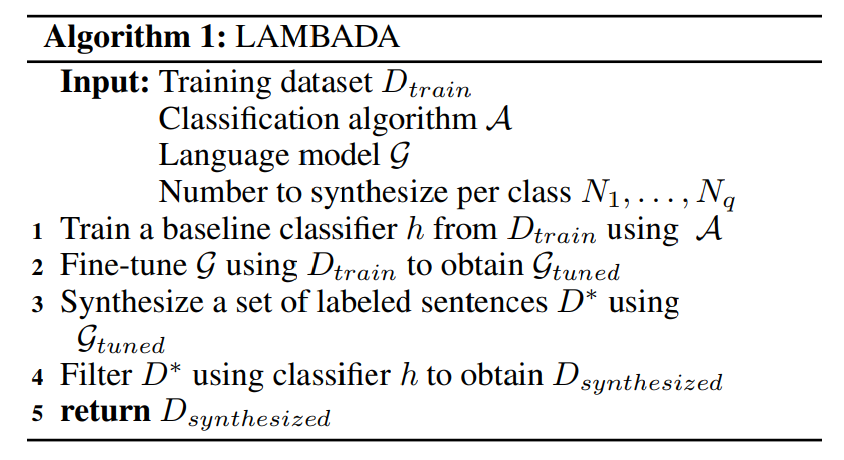 Algorithm 1: LAMBADA
Input: Training dataset $D_{train}$
Classification algorithm $\mathcal{A}$
Language model $\mathcal{G}$
Number to synthesize per class $N_1, \ldots, N_q$
1 Train a baseline classifier $h$ from $D_{train}$ using $\mathcal{A}$
2 Fine-tune $\mathcal{G}$ using $D_{train}$ to obtain $\mathcal{G}_{tuned}$
3 Synthesize a set of labeled sentences $D^*$ using
$\mathcal{G}_{tuned}$
4 Filter $D^*$ using classifier $h$ to obtain $D_{synthesized}$
5 return $D_{synthesized}$